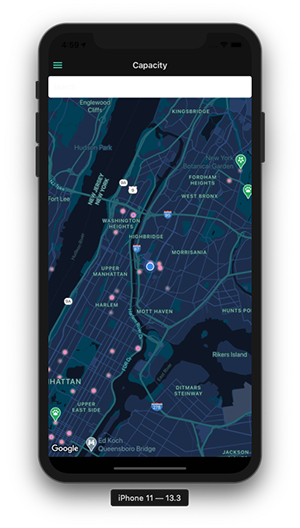 4:59
Capacity
Englewood
Cliffs
KINGSBRIDGE
Hudson Park
New York
Botanical Garden
FORDHAM
HEIGHTS
NEW JERSEY
NEW YORK
WEST BRONX
Fort Lee
WASHINGTON
HEIGHTS
HIGHBRIDGE
MORRISANIA
UPPER
MANHATTAN
HARLEM
MOTT HAVEN
HUNTS PO
Rikers Island
HATTAN
DITMARS
STEINWAY
UPPER
EAST SIDE
Ed Koch
Queensboro Bridge
Google
JACKSON
iPhone 11 — 13.3